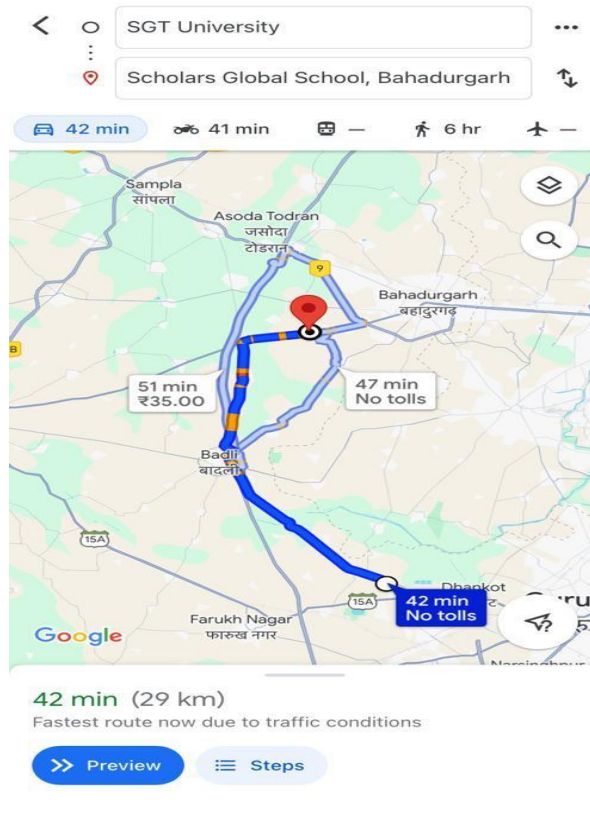 SGT University
Scholars Global School, Bahadurgarh
42 min
41 min
—
6 hr
—
Sampla
सांपला
Asoda Todran
जसोदा
टोडरान
9
Bahadurgarh
बहादुरगढ़
8
51 min
₹35.00
47 min
No tolls
Badli
बादली
15A
Dhankot
15A
42 min
No tolls
Farukh Nagar
फारुख नगर
Google
Narsinghpur
42 min (29 km)
Fastest route now due to traffic conditions
Preview
Steps